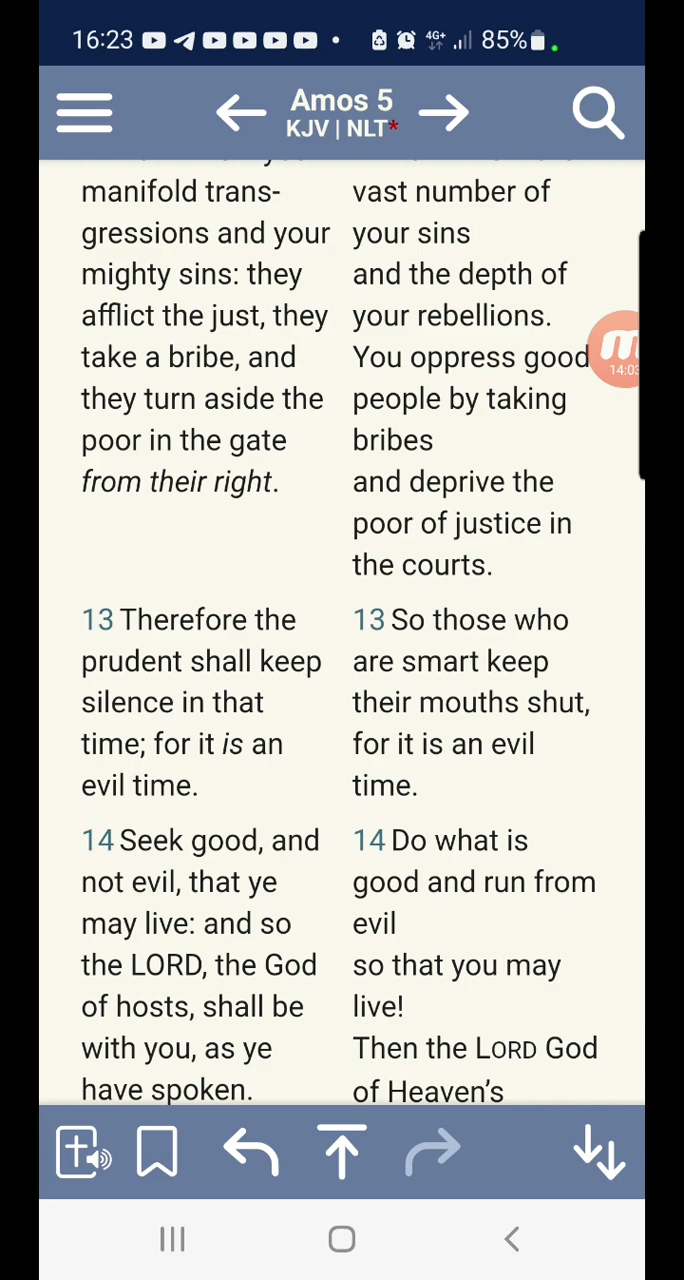 16:23
4G+
85%
Amos 5
KJV | NLT*
manifold trans-
gressions and your
mighty sins: they
afflict the just, they
take a bribe, and
they turn aside the
poor in the gate
from their right.
13 Therefore the
prudent shall keep
silence in that
time; for it is an
evil time.
14 Seek good, and
not evil, that ye
may live: and so
the LORD, the God
of hosts, shall be
with you, as ye
have spoken.
vast number of
your sins
and the depth of
your rebellions.
You oppress good
people by taking
bribes
and deprive the
poor of justice in
the courts.
13 So those who
are smart keep
their mouths shut,
for it is an evil
time.
14 Do what is
good and run from
evil
so that you may
live!
Then the LORD God
of Heaven’s
14:03